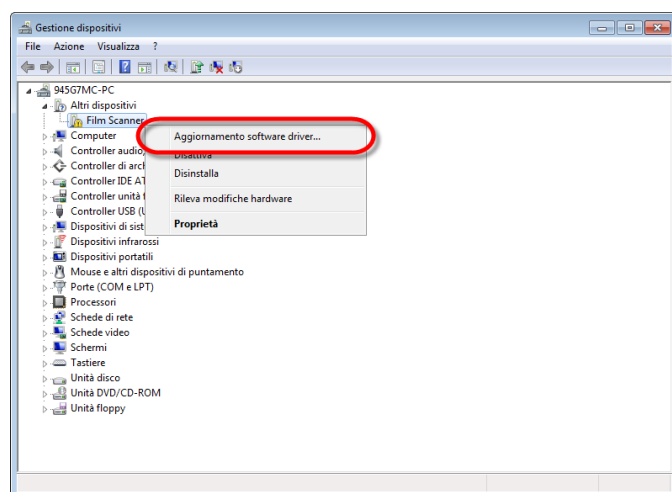 Gestione dispositivi
File Azione Visualizza ?
945G7MC-PC
Altri dispositivi
Film Scanner
Computer
Controller audio,
Controller di arcl
Controller IDE AT
Controller unità
Controller USB (U
Dispositivi di sist
Dispositivi infrarossi
Dispositivi portatili
Mouse e altri dispositivi di puntamento
Porte (COM e LPT)
Processori
Schede di rete
Schede video
Schermi
Tastiere
Unità disco
Unità DVD/CD-ROM
Unità floppy
Aggiornamento software driver...
Disattiva
Disinstalla
Rileva modifiche hardware
Proprietà